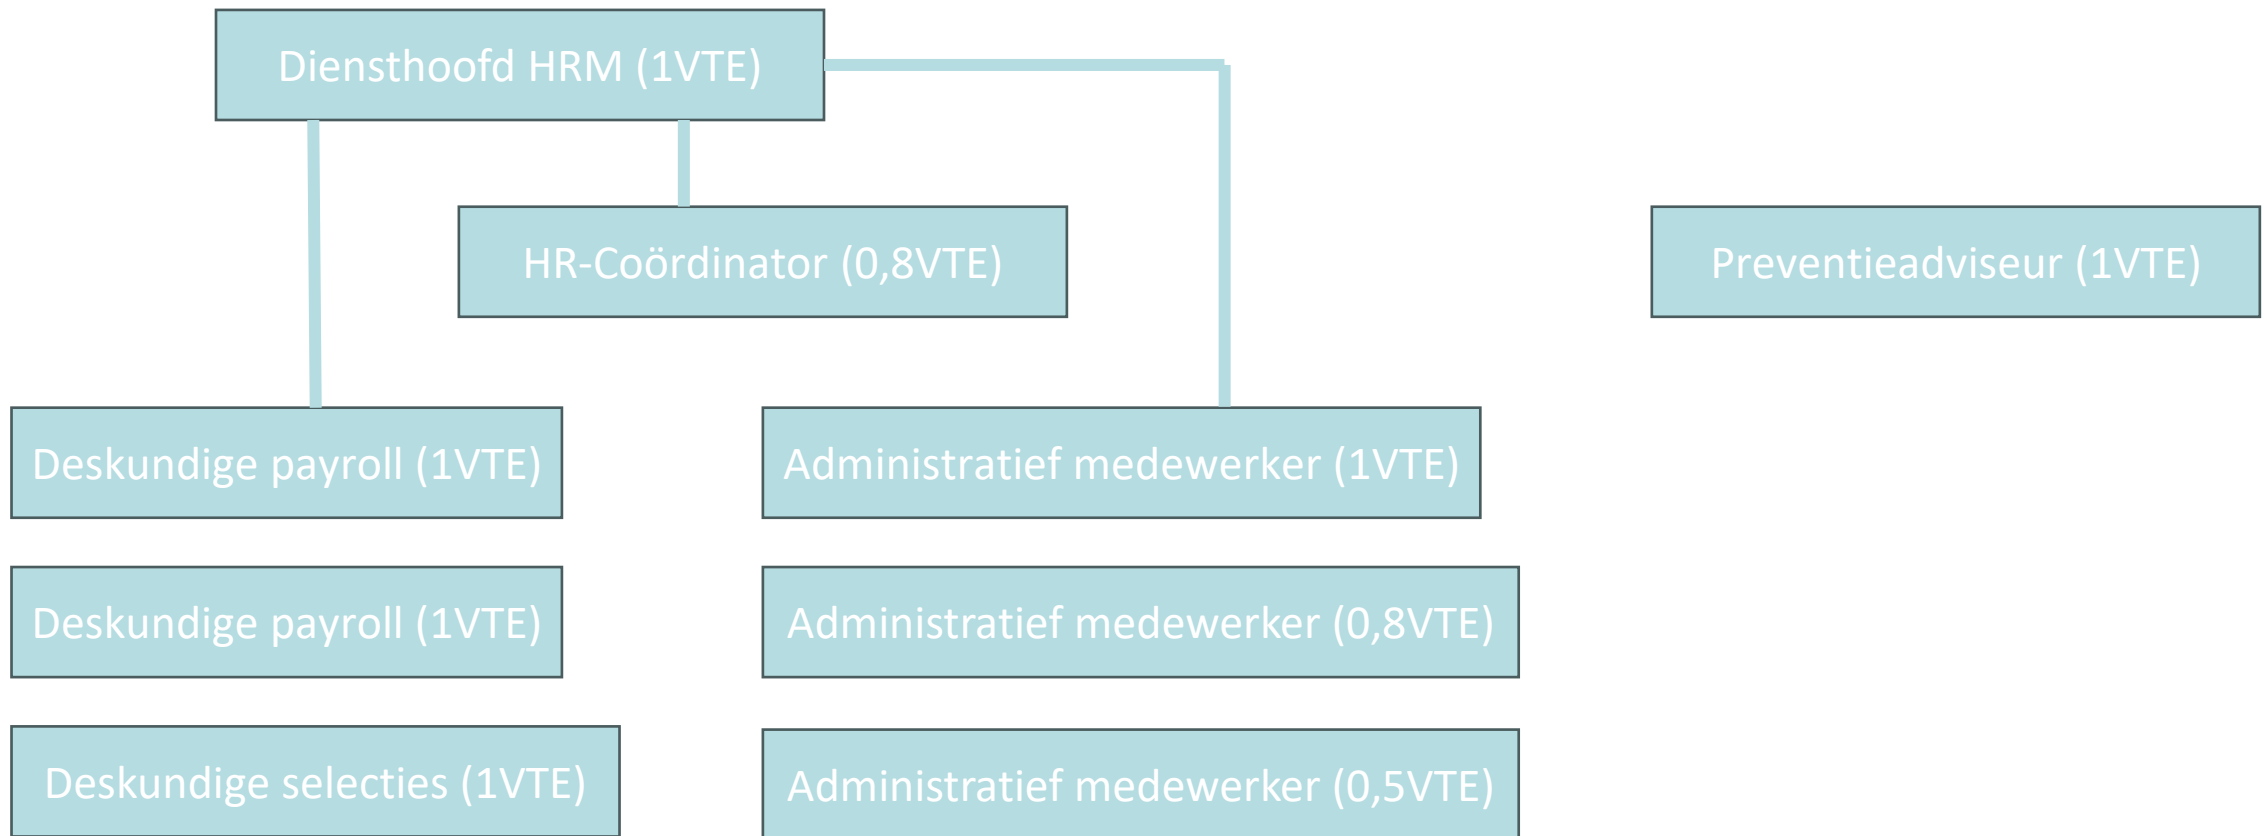 Diensthoofd HRM (1VTE)
HR-Coördinator (0,8VTE)
Preventieadviseur (1VTE)
Deskundige payroll (1VTE)
Administratief medewerker (1VTE)
Deskundige payroll (1VTE)
Administratief medewerker (0,8VTE)
Deskundige selecties (1VTE)
Administratief medewerker (0,5VTE)